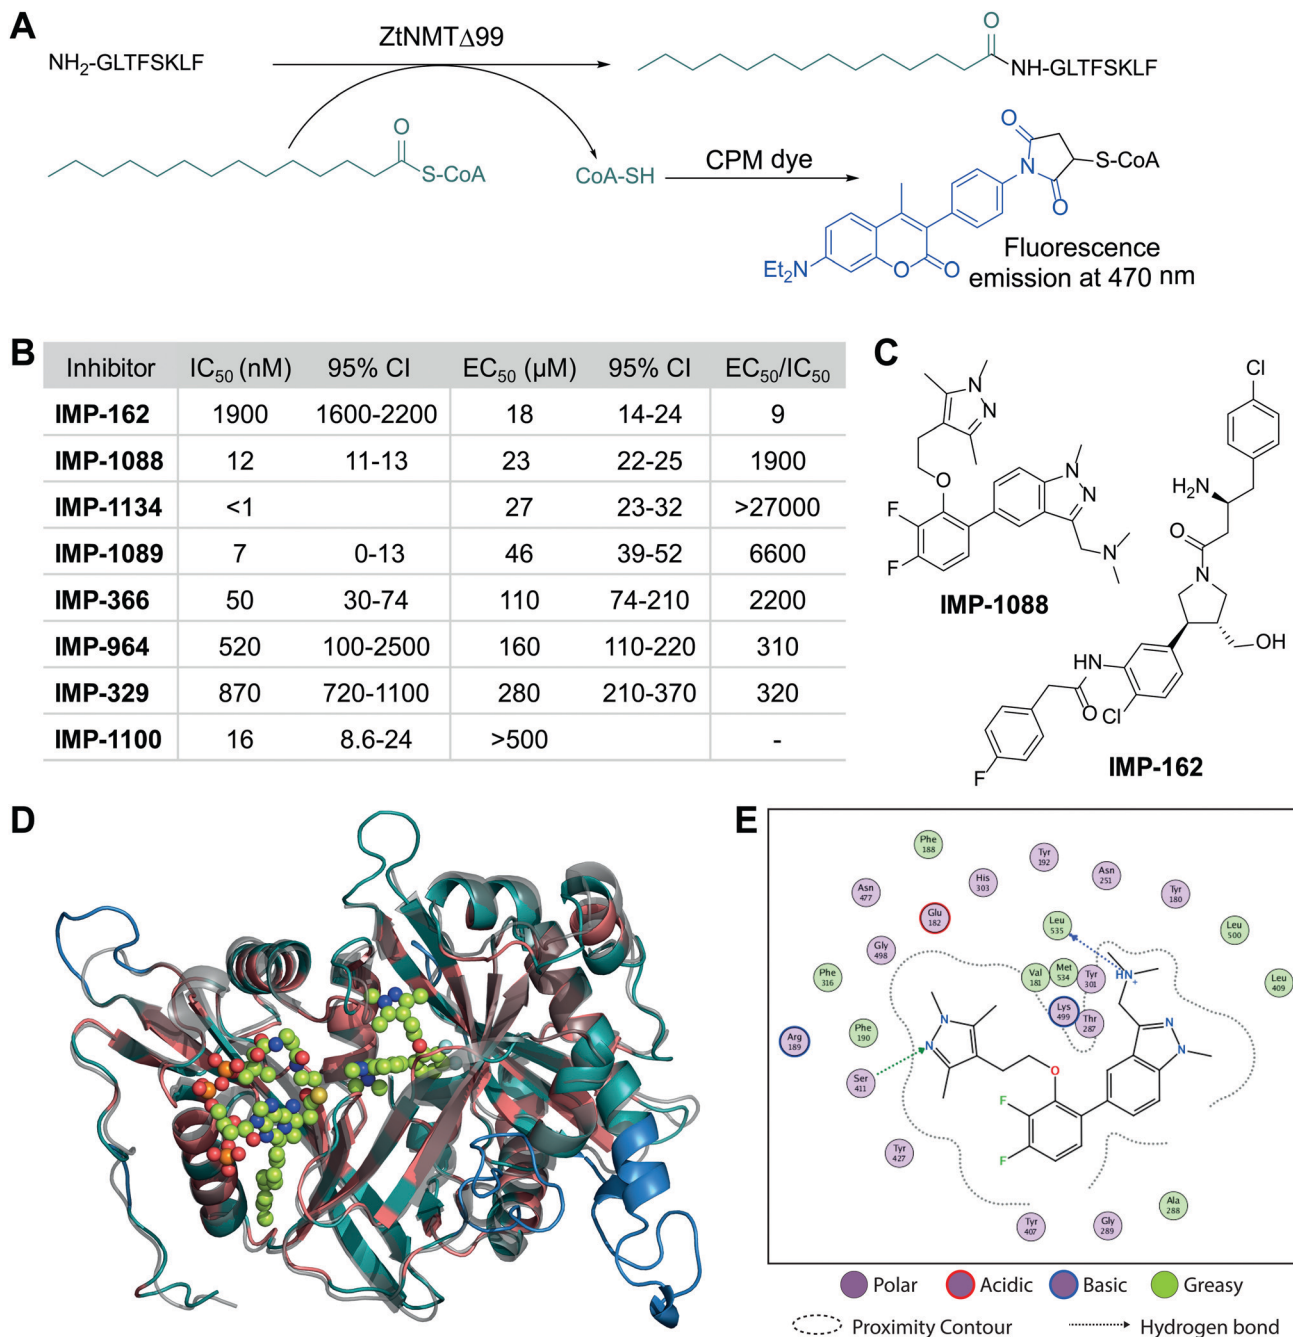 A
ZtNMTΔ99
NH₂-GLTFSKLF
O
NH-GLTFSKLF
O
S-CoA
CoA-SH
CPM dye
O
N
S-CoA
O
Et₂N
O
O
Fluorescence
emission at 470 nm
B
Inhibitor IC₅₀ (nM) 95% CI EC₅₀ (µM) 95% CI EC₅₀/IC₅₀
IMP-162 1900 1600-2200 18 14-24 9
IMP-1088 12 11-13 23 22-25 1900
IMP-1134 <1 27 23-32 >27000
IMP-1089 7 0-13 46 39-52 6600
IMP-366 50 30-74 110 74-210 2200
IMP-964 520 100-2500 160 110-220 310
IMP-329 870 720-1100 280 210-370 320
IMP-1100 16 8.6-24 >500 -
C
N
N
O
F
F
N
N
N
IMP-1088
Cl
H₂N
O
N
OH
HN
O
Cl
F
IMP-162
D
E
Phe
188
Tyr
192
Asn
251
His
303
Asn
477
Tyr
180
Glu
182
Leu
535
Leu
500
Gly
498
Phe
316
Val
181
Met
534
Tyr
301
HN
+
Leu
409
Lys
499
Thr
287
Arg
189
Phe
190
N
N
N
N
Ser
411
O
F
F
Tyr
427
Ala
288
Tyr
407
Gly
289
Polar
Acidic
Basic
Greasy
Proximity Contour
Hydrogen bond